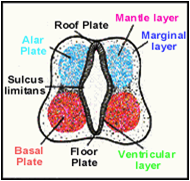 Roof Plate
Mantle layer
Alar
Plate
Marginal
layer
Sulcus
limitans
Basal
Plate
Floor
Plate
Ventricular
layer